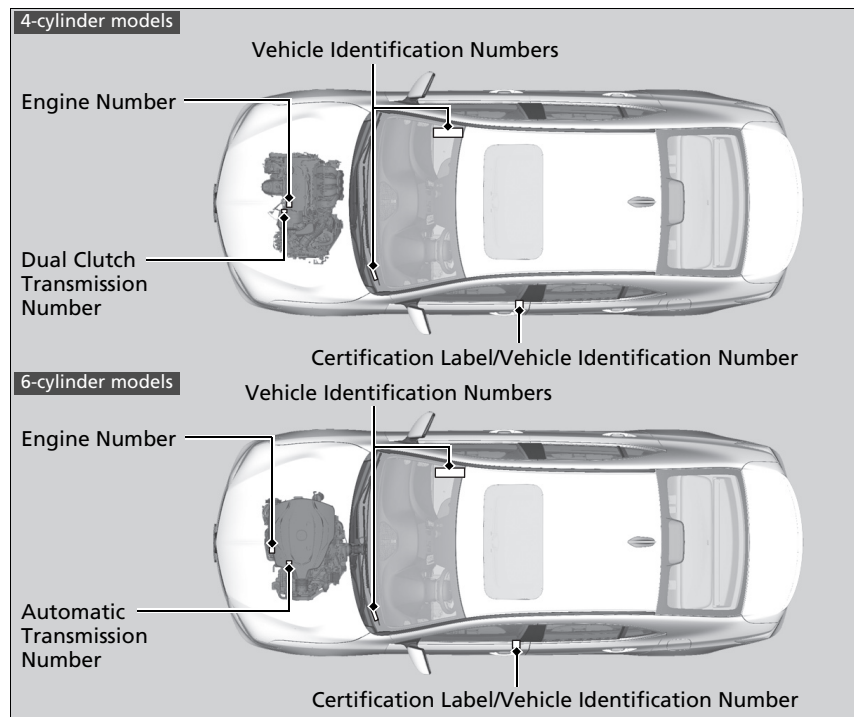 4-cylinder models
Vehicle Identification Numbers
Engine Number
Dual Clutch
Transmission
Number
Certification Label/Vehicle Identification Number
6-cylinder models
Vehicle Identification Numbers
Engine Number
Automatic
Transmission
Number
Certification Label/Vehicle Identification Number